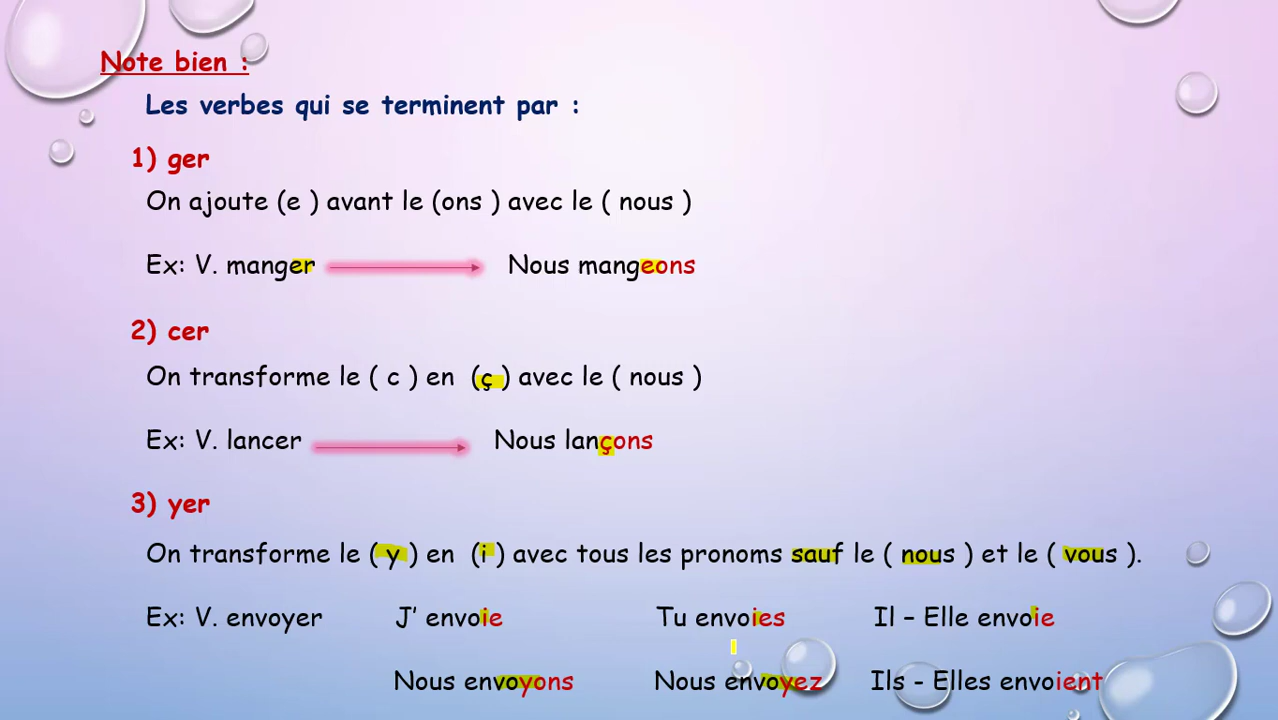 Note bien :
Les verbes qui se terminent par :
1) ger
On ajoute (e ) avant le (ons ) avec le ( nous )
Ex: V. manger Nous mangeons
2) cer
On transforme le ( c ) en (ç ) avec le ( nous )
Ex: V. lancer Nous lançons
3) yer
On transforme le ( y ) en (i ) avec tous les pronoms sauf le ( nous ) et le ( vous ).
Ex: V. envoyer J' envoie Tu envoies Il – Elle envoie
Nous envoyons Nous envoyez Ils - Elles envoient